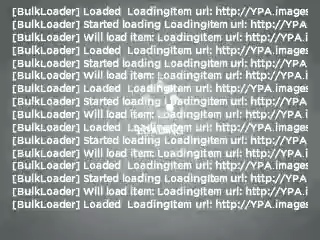 [BulkLoader] Loaded  LoadingItem url: http://YPA.images
[BulkLoader] Started loading LoadingItem url: http://YPA
[BulkLoader] Will load item: LoadingItem url: http://YPA.i
[BulkLoader] Loaded  LoadingItem url: http://YPA.images
[BulkLoader] Started loading LoadingItem url: http://YPA
[BulkLoader] Will load item: LoadingItem url: http://YPA.i
[BulkLoader] Loaded  LoadingItem url: http://YPA.images
[BulkLoader] Started loading LoadingItem url: http://YPA
[BulkLoader] Will load item: LoadingItem url: http://YPA.i
[BulkLoader] Loaded  LoadingItem url: http://YPA.images
LOADING
[BulkLoader] Started loading LoadingItem url: http://YPA
[BulkLoader] Will load item: LoadingItem url: http://YPA.i
[BulkLoader] Loaded  LoadingItem url: http://YPA.images
[BulkLoader] Started loading LoadingItem url: http://YPA
[BulkLoader] Will load item: LoadingItem url: http://YPA.i
[BulkLoader] Loaded  LoadingItem url: http://YPA.images